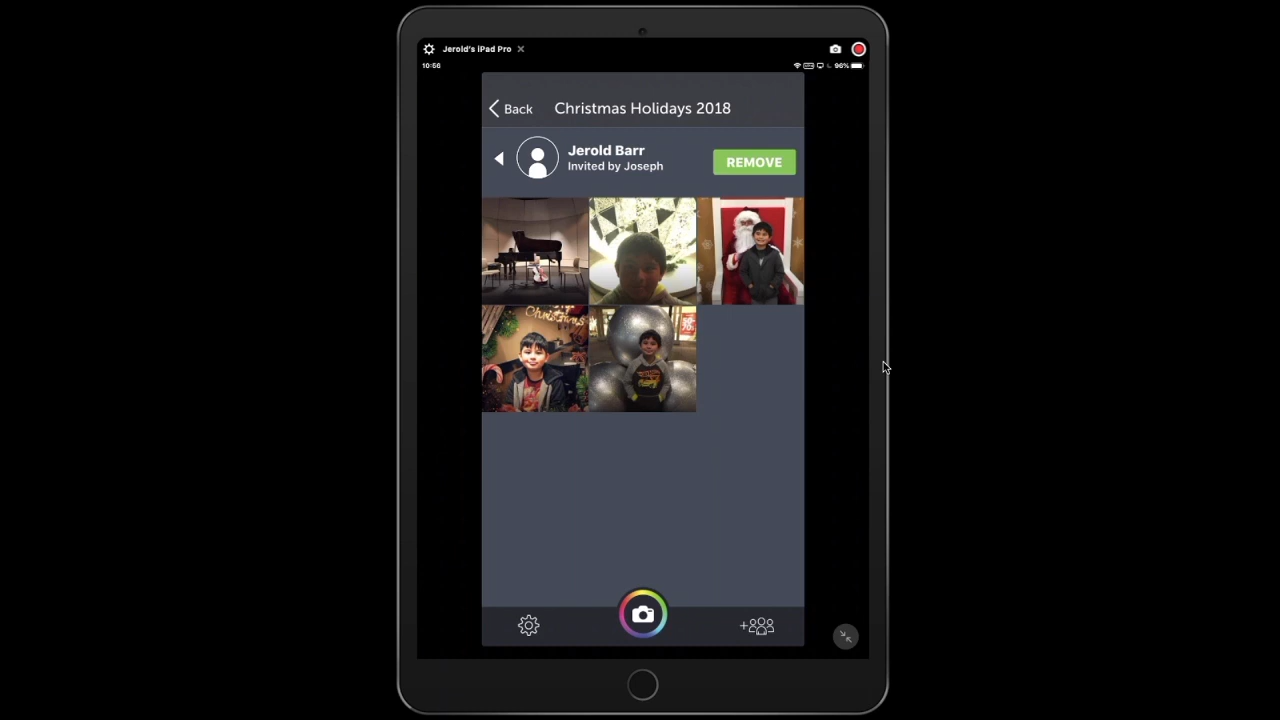 Jerold's iPad Pro
10:56
96%
Back
Christmas Holidays 2018
Jerold Barr
Invited by Joseph
REMOVE
Christmas